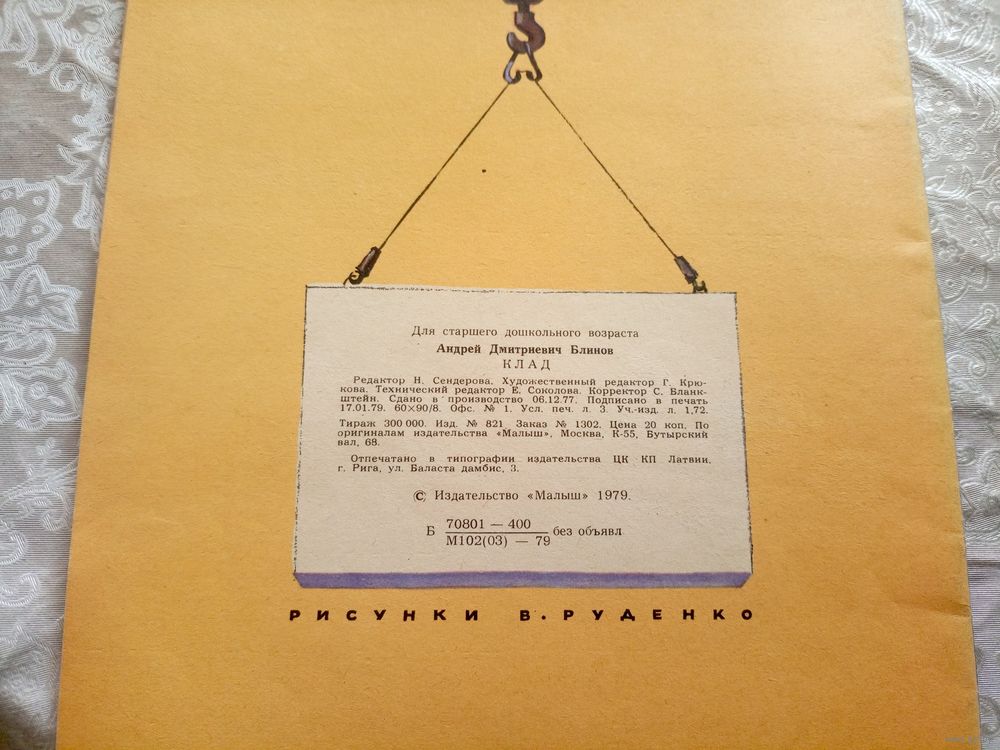 Для старшего дошкольного возраста
Андрей Дмитриевич Блинов
КЛАД
Редактор Н. Сендерова. Художественный редактор Г. Крю-
кова. Технический редактор Е. Соколова. Корректор С. Бланк-
штейн. Сдано в производство 06.12.77. Подписано в печать
17.01.79. 60×90/8. Офс. № 1. Усл. печ. л. 3. Уч.-изд. л. 1,72.
Тираж 300 000. Изд. № 821 Заказ № 1302. Цена 20 коп. По
оригиналам издательства «Малыш», Москва, К-55, Бутырский
вал, 68.
Отпечатано в типографии издательства ЦК КП Латвии.
г. Рига, ул. Баласта дамбис, 3.
© Издательство «Малыш» 1979.
Б 70801 — 400 без объявл
М102(03) — 79
РИСУНКИ В. РУДЕНКО